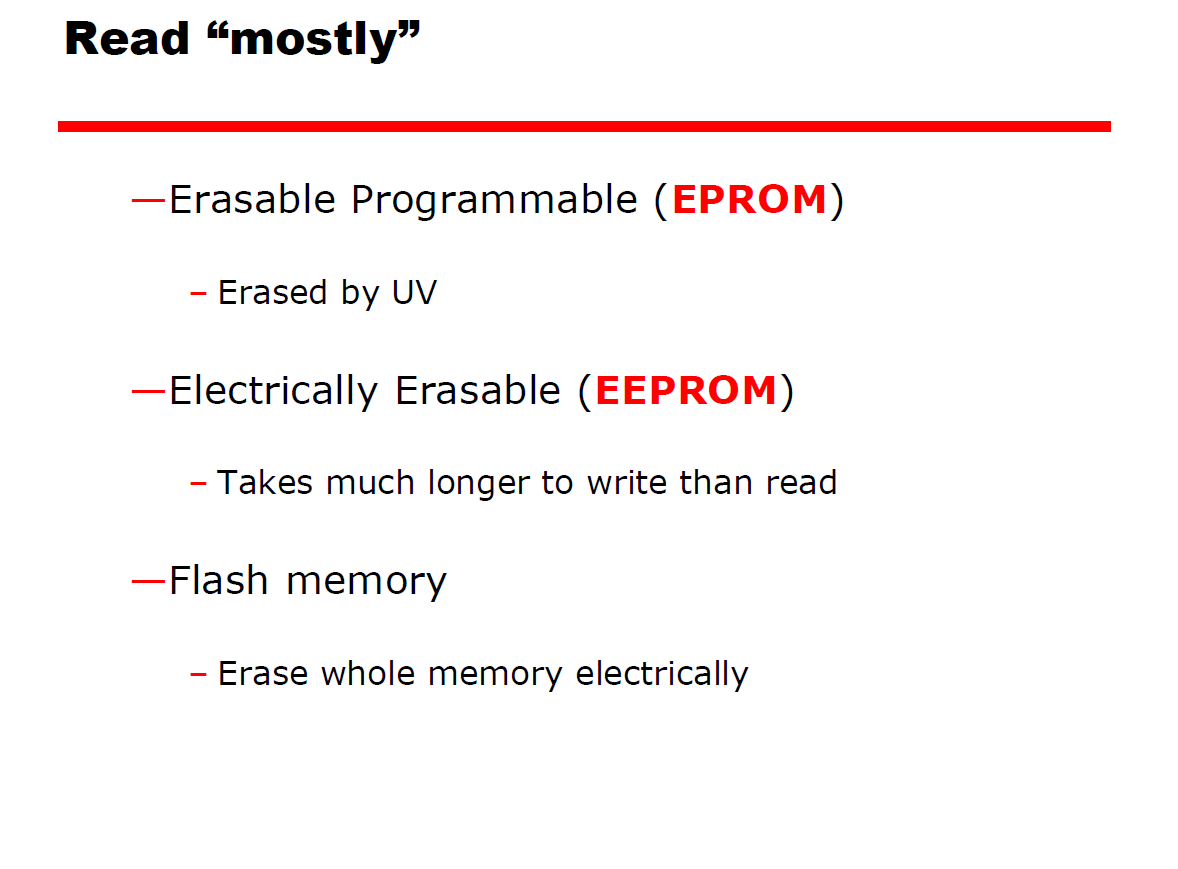 Read “mostly”
—Erasable Programmable (EPROM)
– Erased by UV
—Electrically Erasable (EEPROM)
– Takes much longer to write than read
—Flash memory
– Erase whole memory electrically